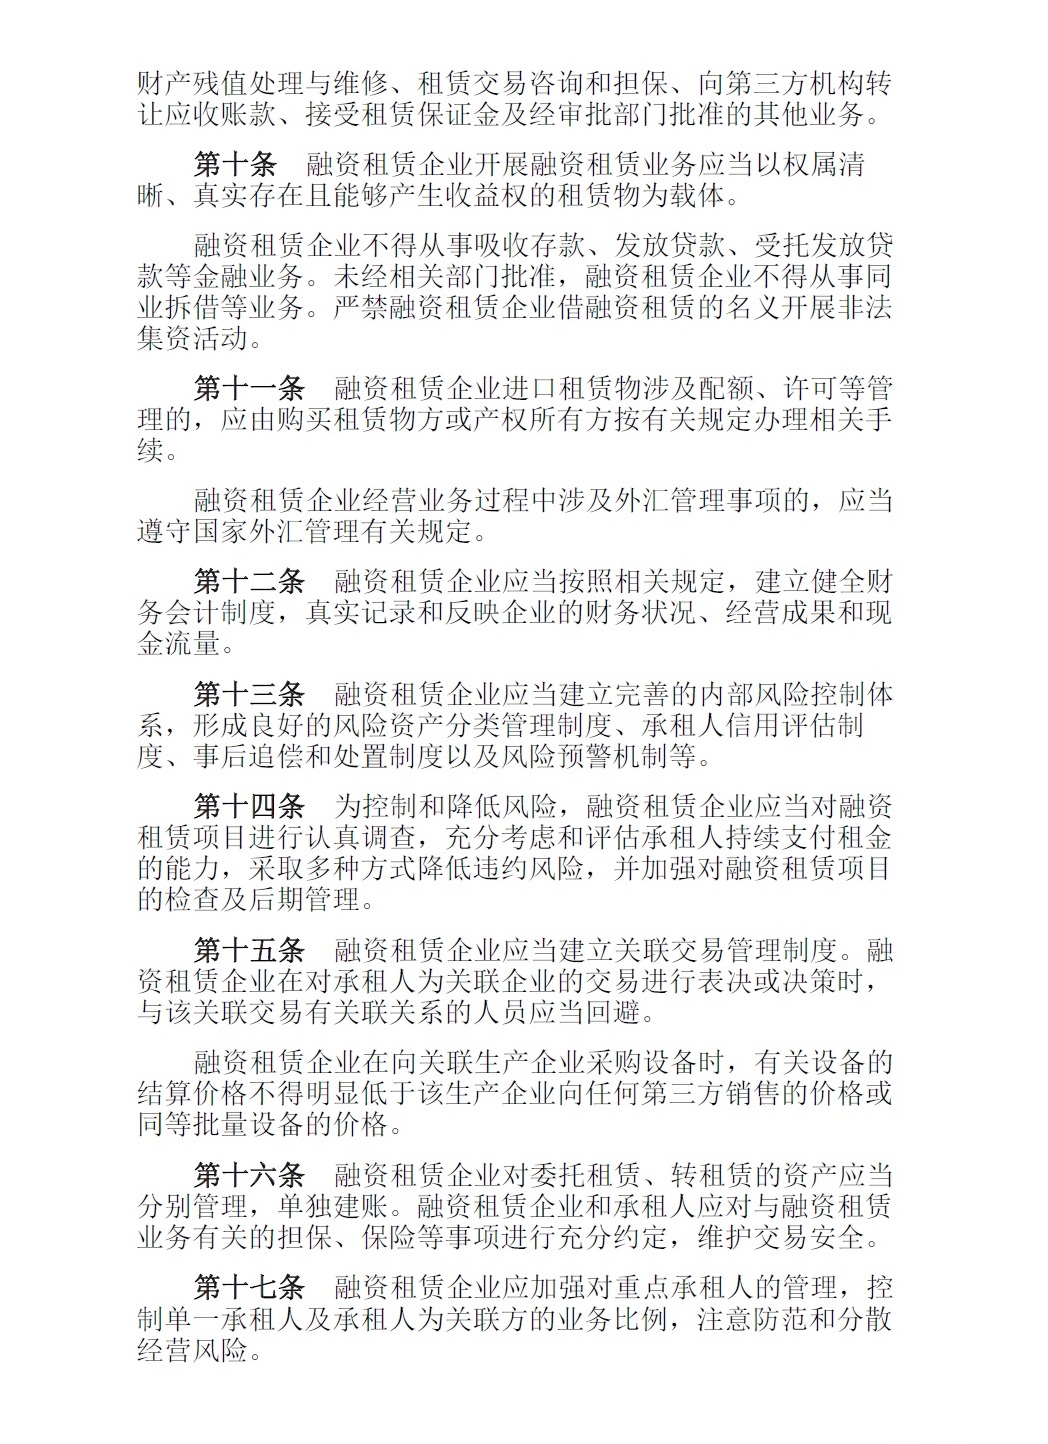 财产残值处理与维修、租赁交易咨询和担保、向第三方机构转
让应收账款、接受租赁保证金及经审批部门批准的其他业务。
第十条　融资租赁企业开展融资租赁业务应当以权属清
晰、真实存在且能够产生收益权的租赁物为载体。
融资租赁企业不得从事吸收存款、发放贷款、受托发放贷
款等金融业务。未经相关部门批准，融资租赁企业不得从事同
业拆借等业务。严禁融资租赁企业借融资租赁的名义开展非法
集资活动。
第十一条　融资租赁企业进口租赁物涉及配额、许可等管
理的，应由购买租赁物方或产权所有方按有关规定办理相关手
续。
融资租赁企业经营业务过程中涉及外汇管理事项的，应当
遵守国家外汇管理有关规定。
第十二条　融资租赁企业应当按照相关规定，建立健全财
务会计制度，真实记录和反映企业的财务状况、经营成果和现
金流量。
第十三条　融资租赁企业应当建立完善的内部风险控制体
系，形成良好的风险资产分类管理制度、承租人信用评估制
度、事后追偿和处置制度以及风险预警机制等。
第十四条　为控制和降低风险，融资租赁企业应当对融资
租赁项目进行认真调查，充分考虑和评估承租人持续支付租金
的能力，采取多种方式降低违约风险，并加强对融资租赁项目
的检查及后期管理。
第十五条　融资租赁企业应当建立关联交易管理制度。融
资租赁企业在对承租人为关联企业的交易进行表决或决策时，
与该关联交易有关联关系的人员应当回避。
融资租赁企业在向关联生产企业采购设备时，有关设备的
结算价格不得明显低于该生产企业向任何第三方销售的价格或
同等批量设备的价格。
第十六条　融资租赁企业对委托租赁、转租赁的资产应当
分别管理，单独建账。融资租赁企业和承租人应对与融资租赁
业务有关的担保、保险等事项进行充分约定，维护交易安全。
第十七条　融资租赁企业应加强对重点承租人的管理，控
制单一承租人及承租人为关联方的业务比例，注意防范和分散
经营风险。